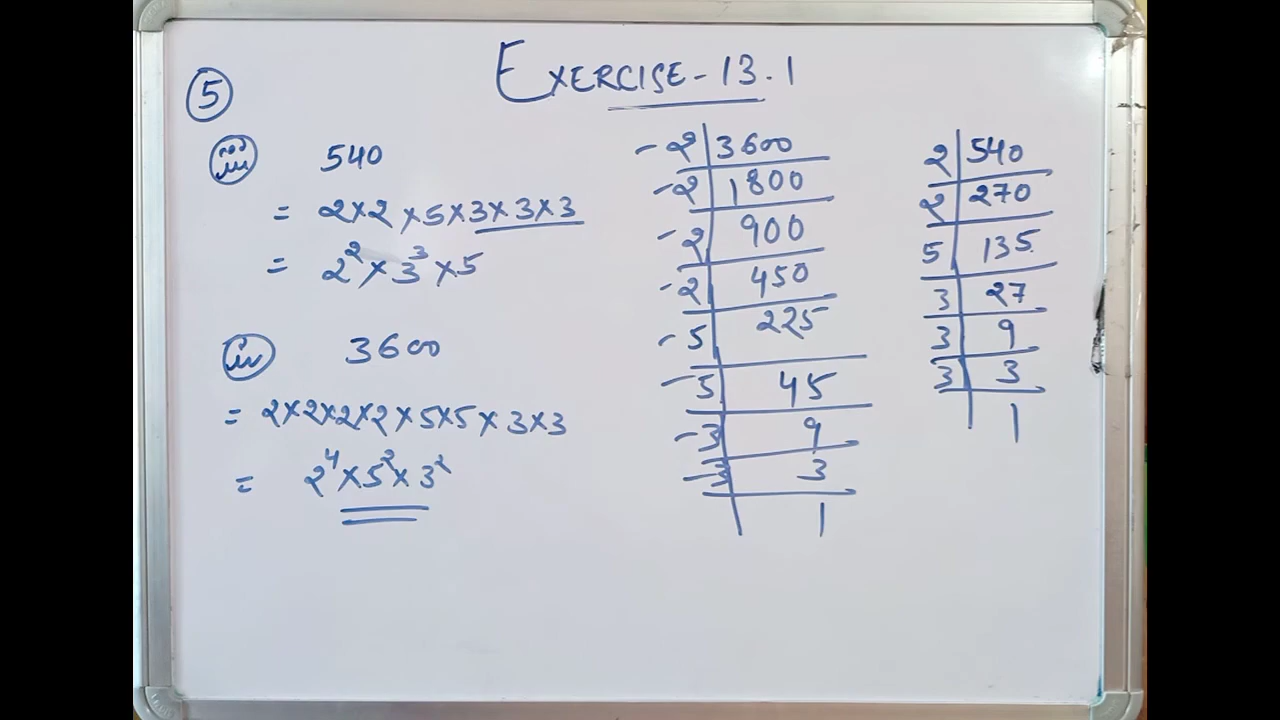 EXERCISE-13.1
5
(iii) 540
= 2×2×5×3×3×3
= 2² × 3³ × 5
(iv) 3600
= 2×2×2×2×5×5×3×3
= 2⁴×5²×3²
-2 | 3600
-2 | 1800
-2 | 900
-2 | 450
-5 | 225
-5 | 45
-3 | 9
-3 | 3
| 1
2 | 540
2 | 270
5 | 135
3 | 27
3 | 9
3 | 3
| 1